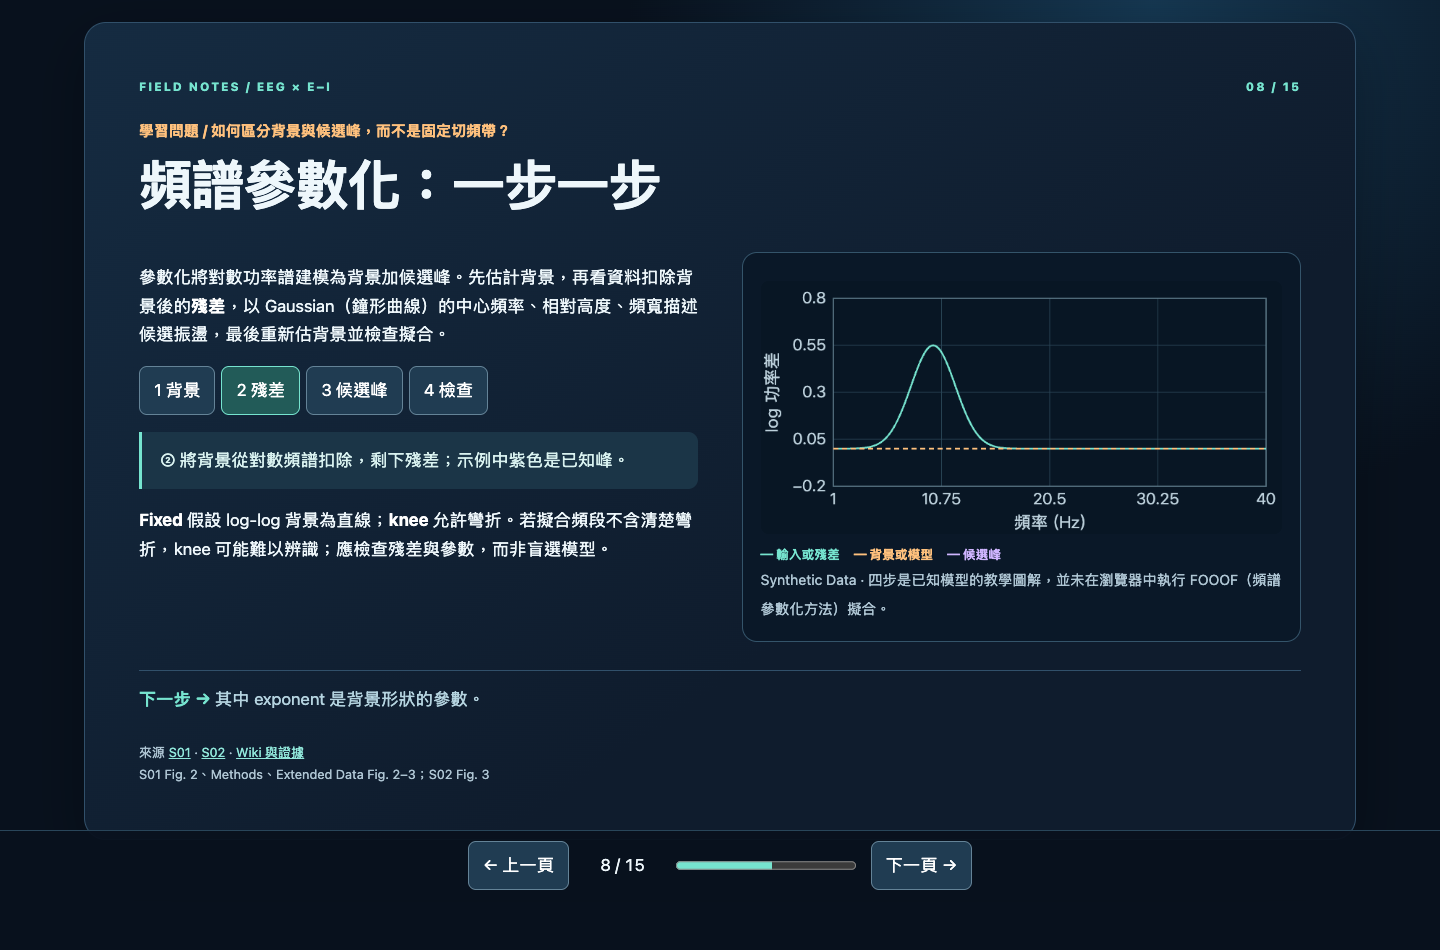 FIELD NOTES / EEG × E–I
08 / 15
學習問題 / 如何區分背景與候選峰，而不是固定切頻帶？
頻譜參數化：一步一步
參數化將對數功率譜建模為背景加候選峰。先估計背景，再看資料扣除背
景後的殘差，以 Gaussian（鐘形曲線）的中心頻率、相對高度、頻寬描述
候選振盪，最後重新估背景並檢查擬合。
1 背景
2 殘差
3 候選峰
4 檢查
② 將背景從對數頻譜扣除，剩下殘差；示例中紫色是已知峰。
Fixed 假設 log-log 背景為直線；knee 允許彎折。若擬合頻段不含清楚彎
折，knee 可能難以辨識；應檢查殘差與參數，而非盲選模型。
log 功率差
0.8
0.55
0.3
0.05
−0.2
1
10.75
20.5
30.25
40
頻率 (Hz)
— 輸入或殘差 — 背景或模型 — 候選峰
Synthetic Data · 四步是已知模型的教學圖解，並未在瀏覽器中執行 FOOOF（頻譜
參數化方法）擬合。
下一步 → 其中 exponent 是背景形狀的參數。
來源 S01 · S02 · Wiki 與證據
S01 Fig. 2、Methods、Extended Data Fig. 2–3；S02 Fig. 3
← 上一頁
8 / 15
下一頁 →